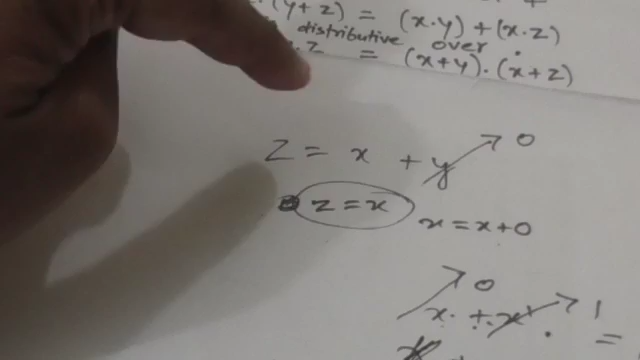 (y+z) = (x·y)+(x·z)
distributive over ·
z = (x+y)·(x+z)
z = x + y → 0
z = x
x = x+0
→ 0
x· + x' → 1
· =